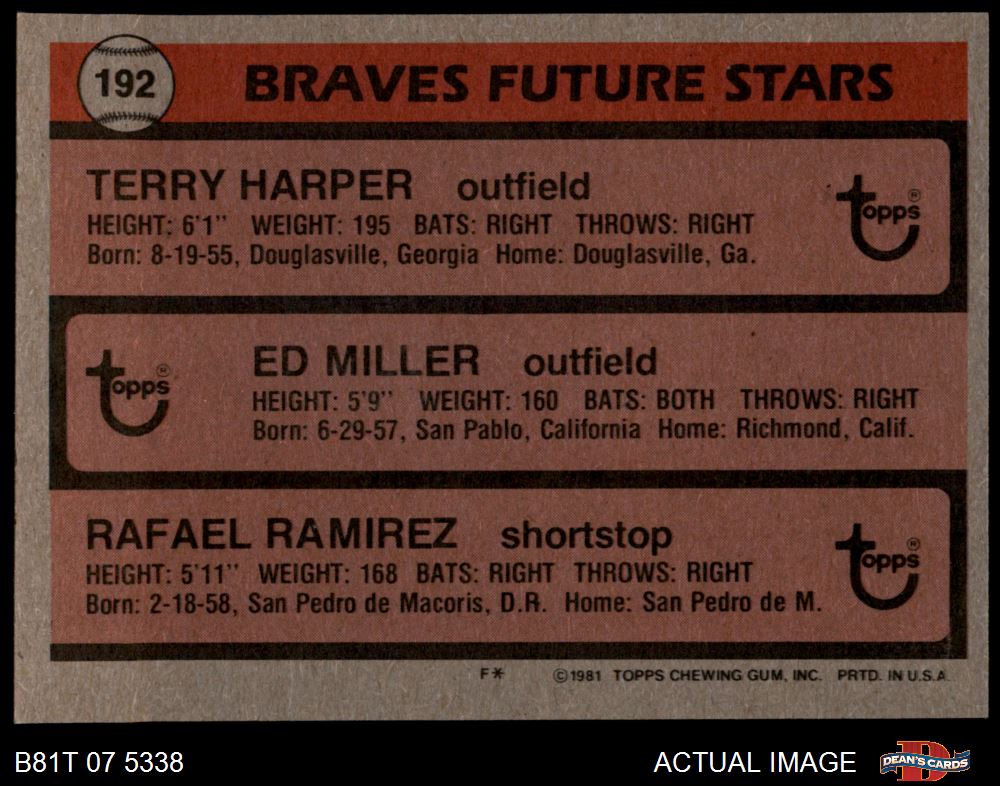 192
BRAVES FUTURE STARS
TERRY HARPER outfield
HEIGHT: 6'1" WEIGHT: 195 BATS: RIGHT THROWS: RIGHT
Born: 8-19-55, Douglasville, Georgia Home: Douglasville, Ga.
topps ®
topps ®
ED MILLER outfield
HEIGHT: 5'9" WEIGHT: 160 BATS: BOTH THROWS: RIGHT
Born: 6-29-57, San Pablo, California Home: Richmond, Calif.
RAFAEL RAMIREZ shortstop
HEIGHT: 5'11" WEIGHT: 168 BATS: RIGHT THROWS: RIGHT
Born: 2-18-58, San Pedro de Macoris, D.R. Home: San Pedro de M.
topps ®
F* ©1981 TOPPS CHEWING GUM, INC. PRTD. IN U.S.A.
B81T 07 5338
ACTUAL IMAGE
D
DEAN'S CARDS